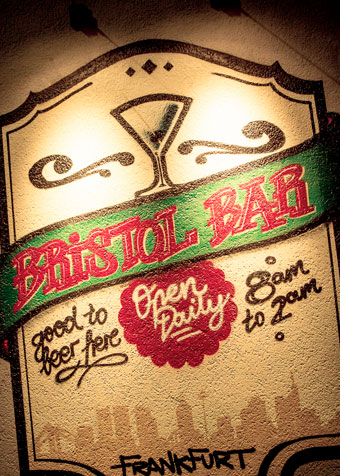 BRISTOL BAR
good to
beer here
Open
Daily
8am
to 2am
FRANKFURT